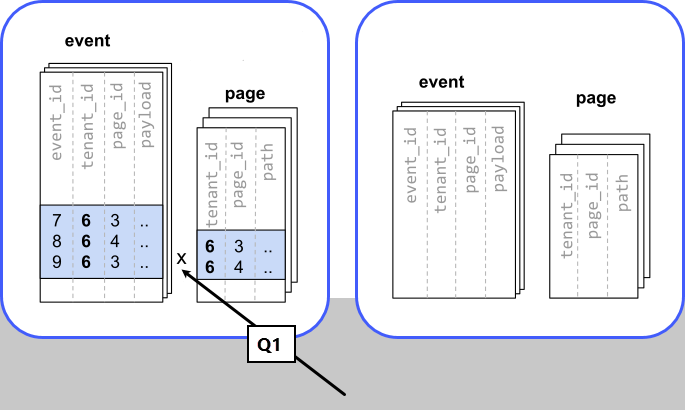 event
event_id
tenant_id
page_id
payload
7 6 3 ..
8 6 4 ..
9 6 3 ..
x
page
tenant_id
page_id
path
6 3 ..
6 4 ..
Q1
event
event_id
tenant_id
page_id
payload
page
tenant_id
page_id
path